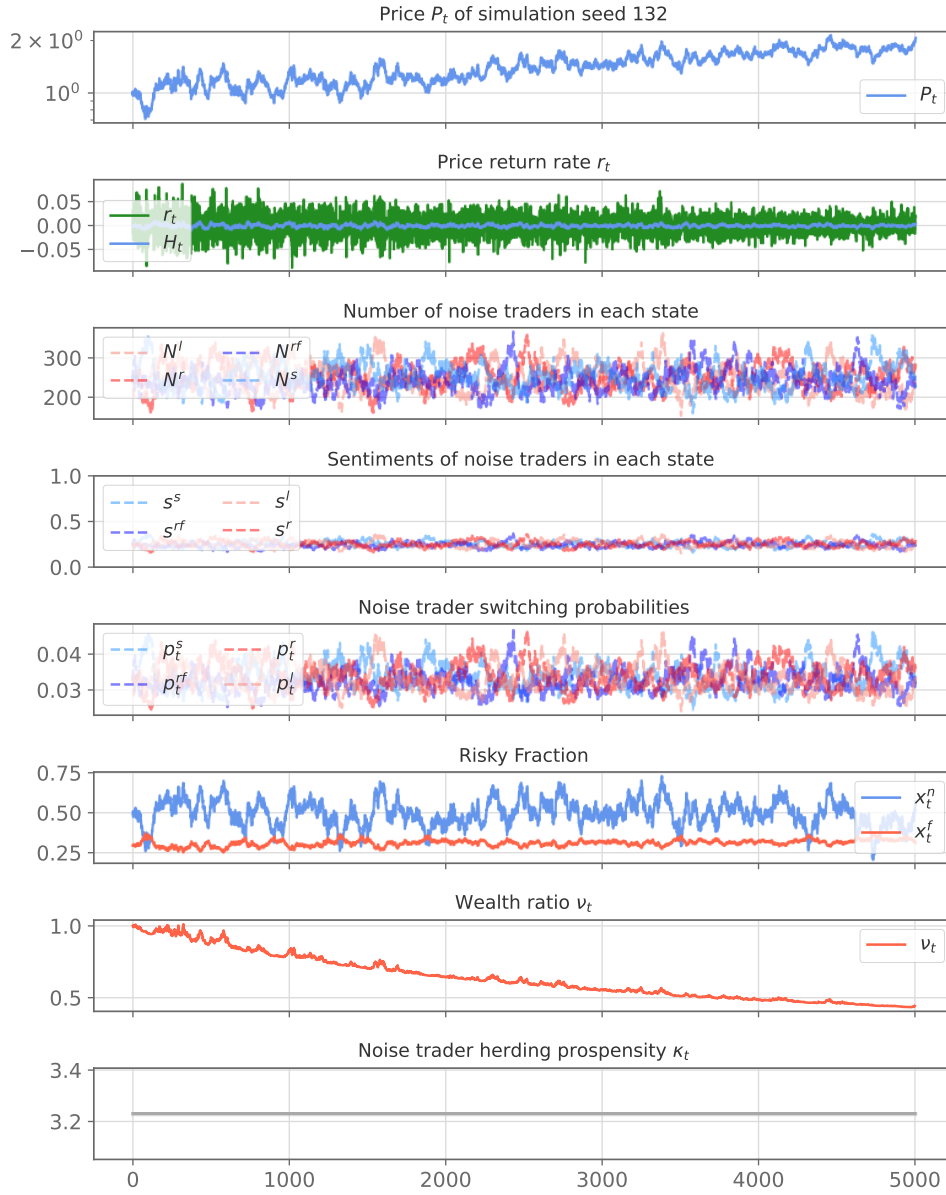 Price P_t of simulation seed 132
2 × 10^0
10^0
P_t
Price return rate r_t
0.05
0.00
−0.05
r_t
H_t
Number of noise traders in each state
300
200
N^l N^rf
N^r N^s
Sentiments of noise traders in each state
1.0
0.5
0.0
s^s s^l
s^rf s^r
Noise trader switching probabilities
0.04
0.03
p_t^s p_t^r
p_t^rf p_t^l
Risky Fraction
0.75
0.50
0.25
x_t^n
x_t^f
Wealth ratio ν_t
1.0
0.5
ν_t
Noise trader herding prospensity κ_t
3.4
3.2
0 1000 2000 3000 4000 5000